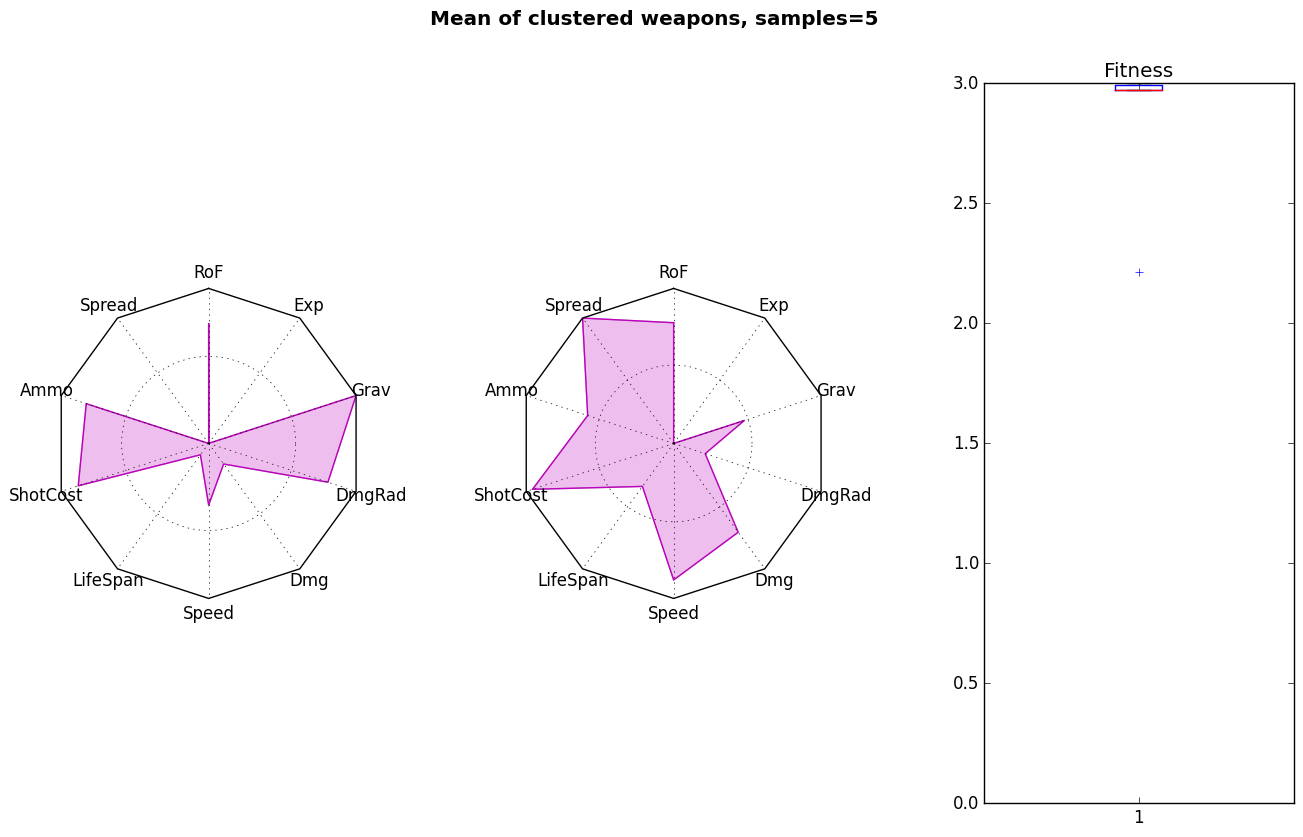 Mean of clustered weapons, samples=5
RoF
Exp
Spread
Grav
Ammo
DmgRad
ShotCost
Dmg
LifeSpan
Speed
RoF
Exp
Spread
Grav
Ammo
DmgRad
ShotCost
Dmg
LifeSpan
Speed
Fitness
3.0
2.5
2.0
1.5
1.0
0.5
0.0
1